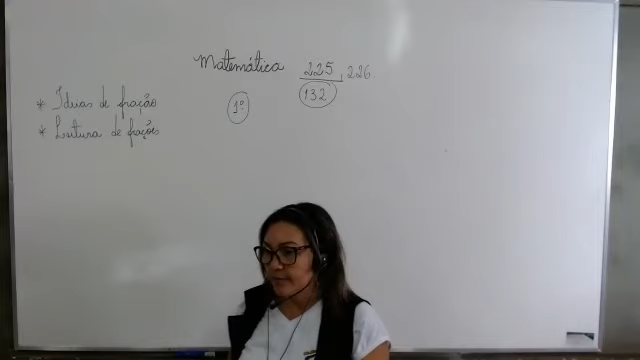 Matemática 225, 226.
1º 132
* Ideias de fração
* Leitura de frações